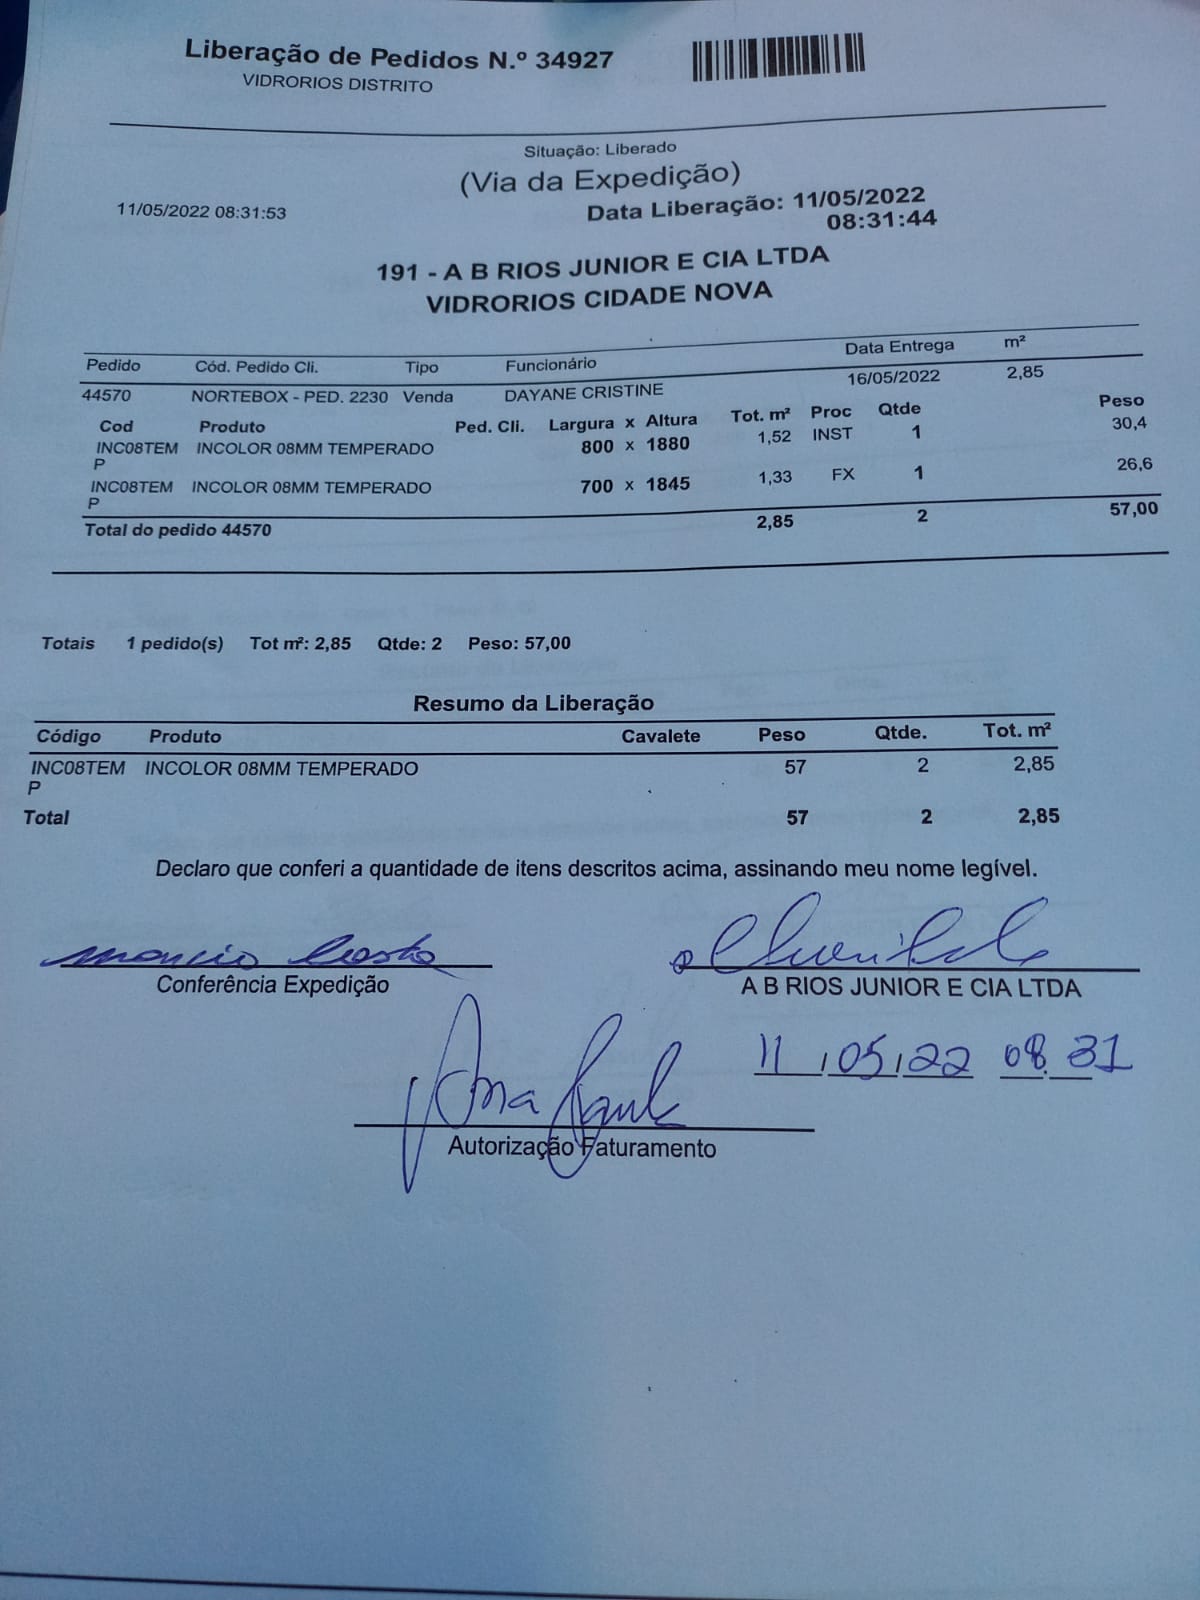 Liberação de Pedidos N.º 34927
VIDRORIOS DISTRITO
Situação: Liberado
(Via da Expedição)
11/05/2022 08:31:53
Data Liberação: 11/05/2022
08:31:44
191 - A B RIOS JUNIOR E CIA LTDA
VIDRORIOS CIDADE NOVA
Pedido Cód. Pedido Cli. Tipo Funcionário Data Entrega m²
44570 NORTEBOX - PED. 2230 Venda DAYANE CRISTINE 16/05/2022 2,85
Cod Produto Ped. Cli. Largura x Altura Tot. m² Proc Qtde Peso
INC08TEM INCOLOR 08MM TEMPERADO 800 x 1880 1,52 INST 1 30,4
P
INC08TEM INCOLOR 08MM TEMPERADO 700 x 1845 1,33 FX 1 26,6
P
Total do pedido 44570 2,85 2 57,00
Totais 1 pedido(s) Tot m²: 2,85 Qtde: 2 Peso: 57,00
Resumo da Liberação
Código Produto Cavalete Peso Qtde. Tot. m²
INC08TEM INCOLOR 08MM TEMPERADO 57 2 2,85
P
Total 57 2 2,85
Declaro que conferi a quantidade de itens descritos acima, assinando meu nome legível.
marcio Costa
Conferência Expedição A B RIOS JUNIOR E CIA LTDA
11/05/22 08 31
Ana Paula
Autorização Faturamento